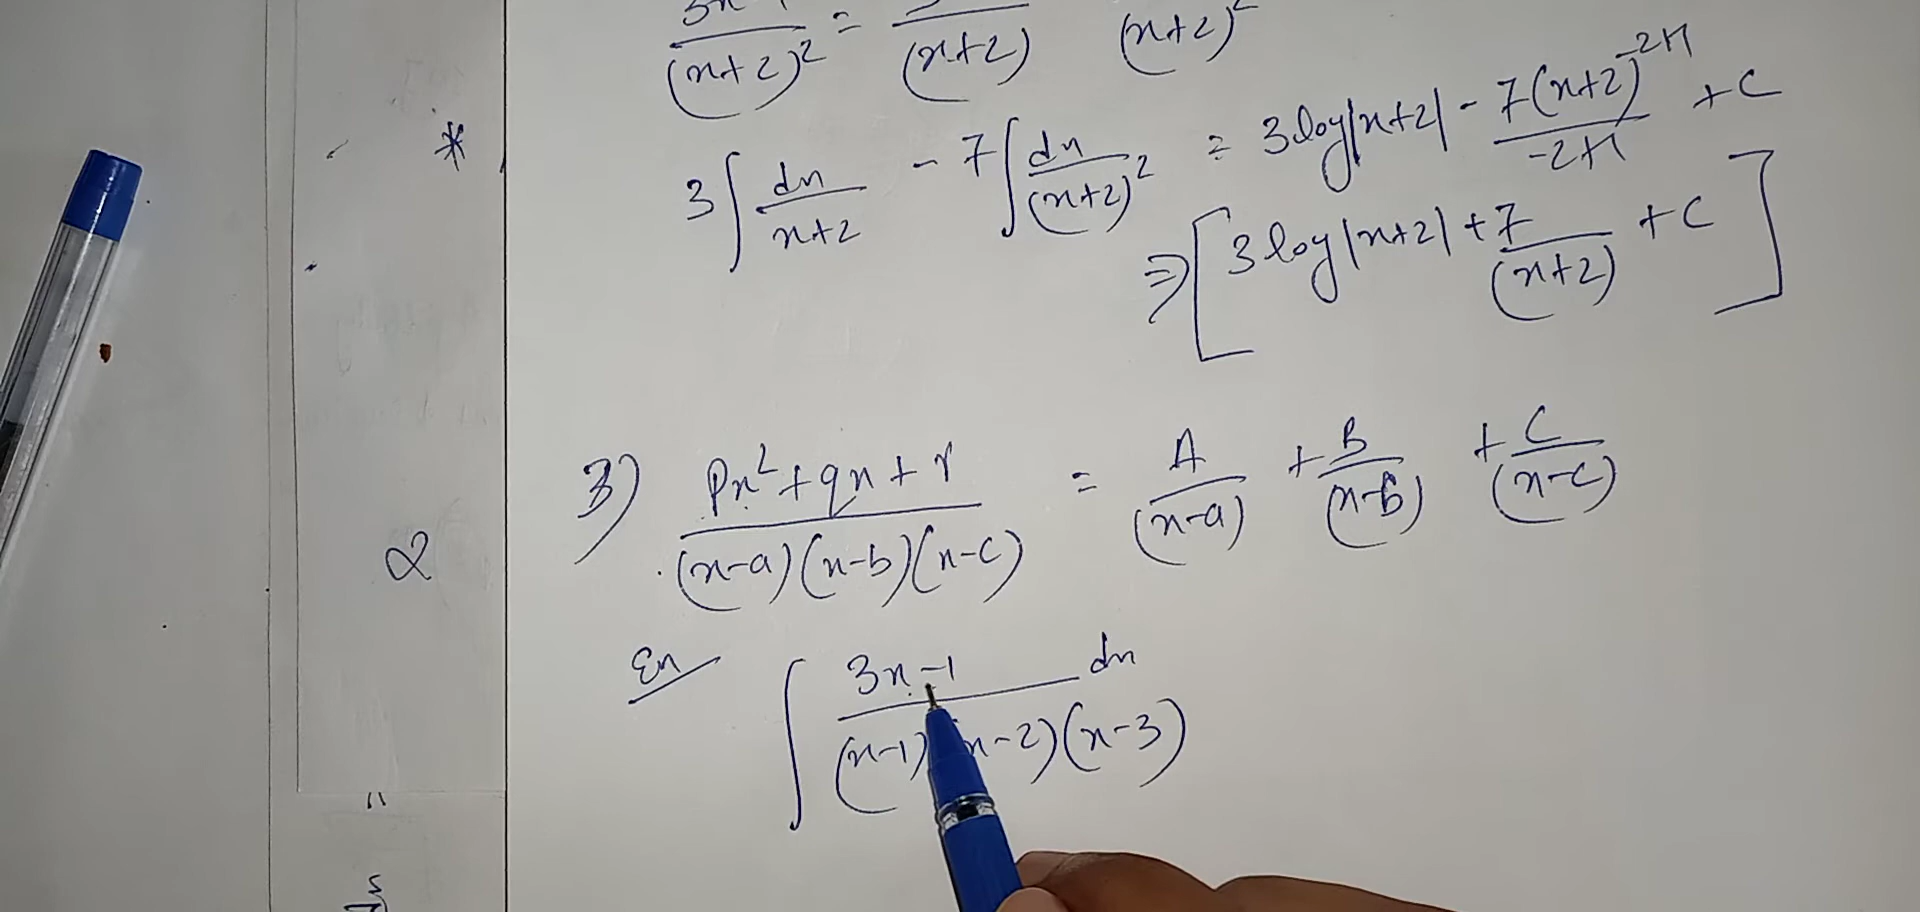 (x+2)² = (x+2) (x+2)²
3∫dx/x+2 - 7∫dx/(x+2)² = 3log|x+2| - 7(x+2)^-2+1/-2+1 + C
⇒ [3log|x+2| + 7/(x+2) + C]
3) Px²+qx+r/(x-a)(x-b)(x-c) = A/(x-a) + B/(x-b) + C/(x-c)
Ex ∫3x-1/(x-1)(x-2)(x-3) dx